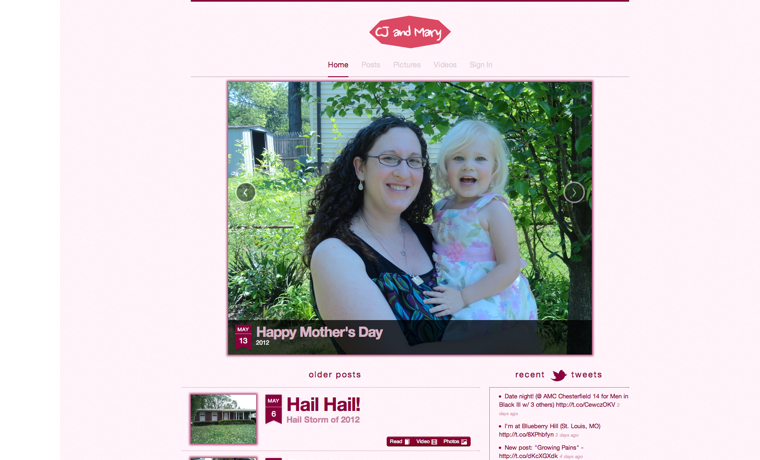 CJ and Mary
Home Posts Pictures Videos Sign In
MAY
13
Happy Mother's Day
2012
older posts
MAY
6
Hail Hail!
Hail Storm of 2012
Read Video Photos
recent tweets
Date night! (@ AMC Chesterfield 14 for Men in
Black III w/ 3 others) http://t.co/CewczOKV 2
days ago
I'm at Blueberry Hill (St. Louis, MO)
http://t.co/8XPhbfyn 2 days ago
New post: "Growing Pains" -
http://t.co/dKcXGXdk 4 days ago